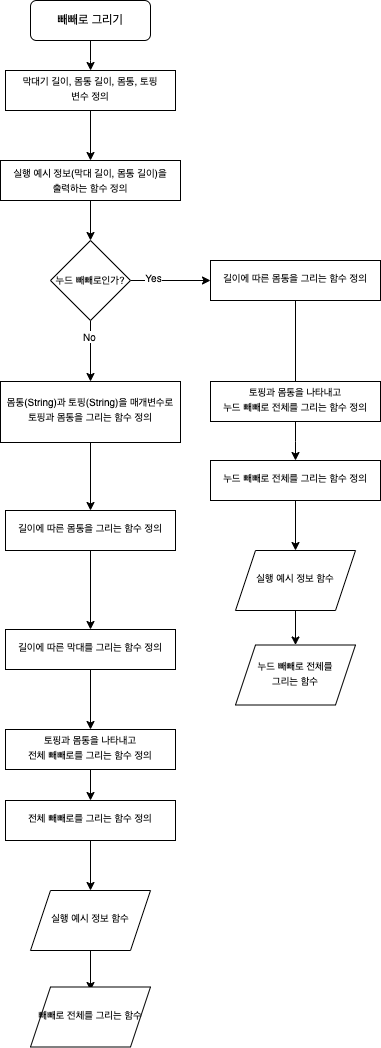 빼빼로 그리기
막대기 길이, 몸통 길이, 몸통, 토핑
변수 정의
실행 예시 정보(막대 길이, 몸통 길이)을
출력하는 함수 정의
누드 빼빼로인가?
Yes
No
길이에 따른 몸통을 그리는 함수 정의
토핑과 몸통을 나타내고
누드 빼빼로 전체를 그리는 함수 정의
누드 빼빼로 전체를 그리는 함수 정의
실행 예시 정보 함수
누드 빼빼로 전체를
그리는 함수
몸통(String)과 토핑(String)을 매개변수로
토핑과 몸통을 그리는 함수 정의
길이에 따른 몸통을 그리는 함수 정의
길이에 따른 막대를 그리는 함수 정의
토핑과 몸통을 나타내고
전체 빼빼로를 그리는 함수 정의
전체 빼빼로를 그리는 함수 정의
실행 예시 정보 함수
빼빼로 전체를 그리는 함수